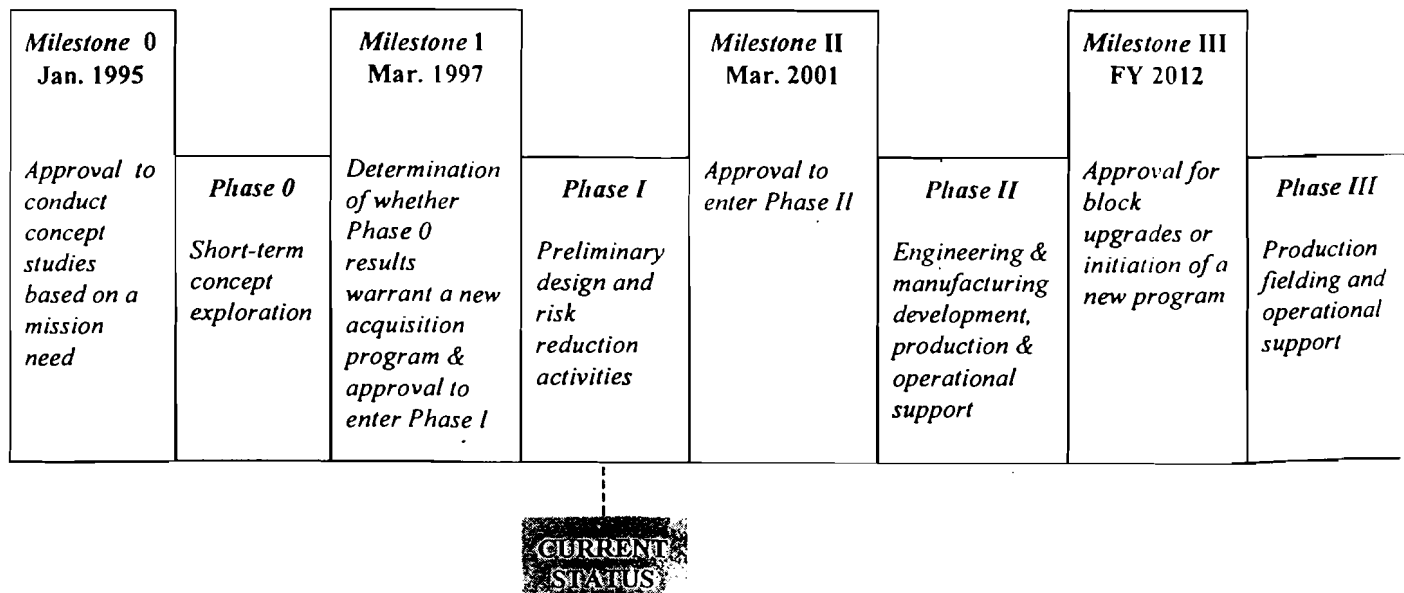 Milestone 0
Jan. 1995
Approval to
conduct
concept
studies
based on a
mission
need
Phase 0
Short-term
concept
exploration
Milestone 1
Mar. 1997
Determination
of whether
Phase 0
results
warrant a new
acquisition
program &
approval to
enter Phase I
Phase I
Preliminary
design and
risk
reduction
activities
Milestone II
Mar. 2001
Approval to
enter Phase II
Phase II
Engineering &
manufacturing
development,
production &
operational
support
Milestone III
FY 2012
Approval for
block
upgrades or
initiation of a
new program
Phase III
Production
fielding and
operational
support
CURRENT
STATUS